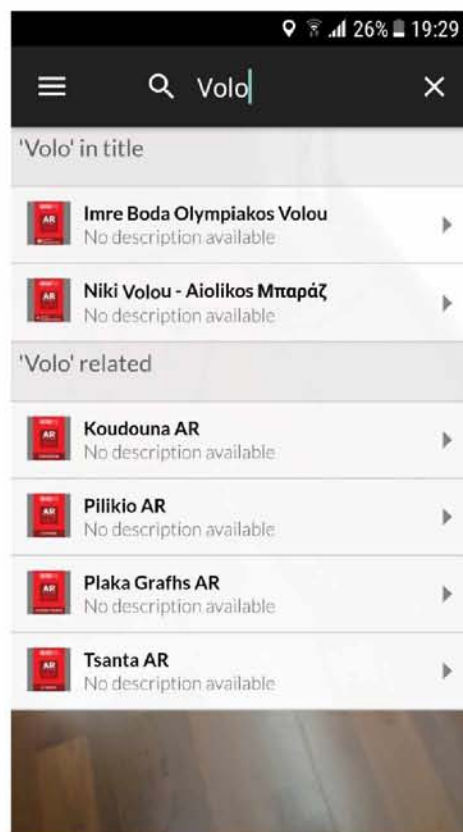 26% 19:29
Volo
'Volo' in title
AR
Imre Boda Olympiakos Volou
No description available
AR
Niki Volou - Aiolikos Μπαράζ
No description available
'Volo' related
AR
Koudouna AR
No description available
AR
Pilikio AR
No description available
AR
Plaka Grafhs AR
No description available
AR
Tsanta AR
No description available